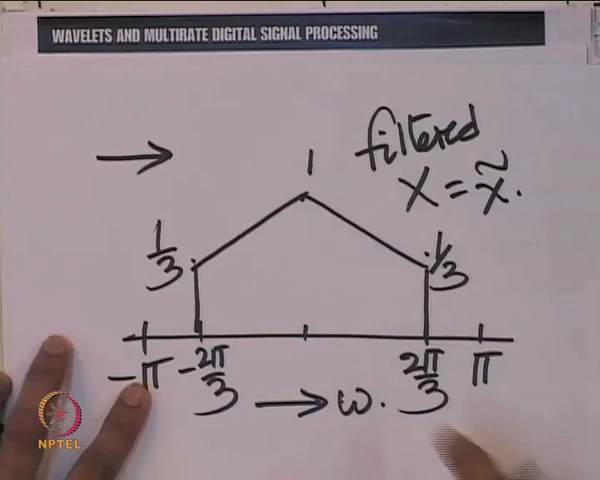 WAVELETS AND MULTIRATE DIGITAL SIGNAL PROCESSING
filtered
X = X̃.
1
1/3
1/3
-π -2π/3 2π/3 π
→ ω.
NPTEL